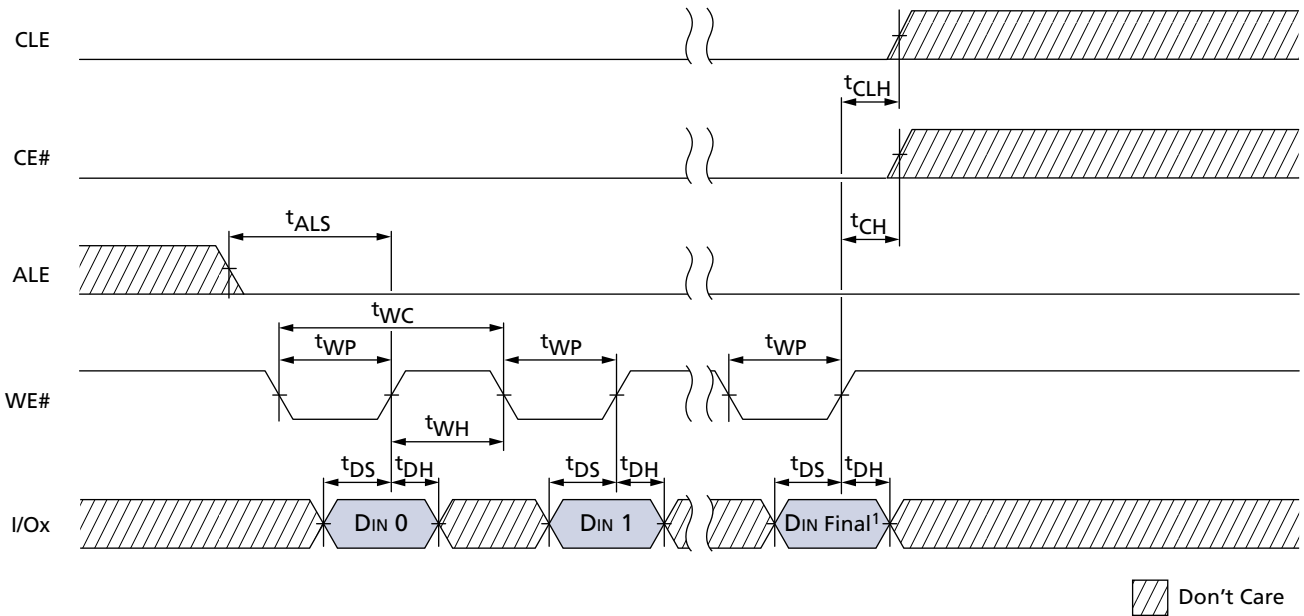 CLE
tCLH
CE#
tCH
tALS
ALE
tWC
tWP tWP tWP
WE#
tWH
tDS tDH tDS tDH tDS tDH
I/Ox DIN 0 DIN 1 DIN Final1
Don't Care